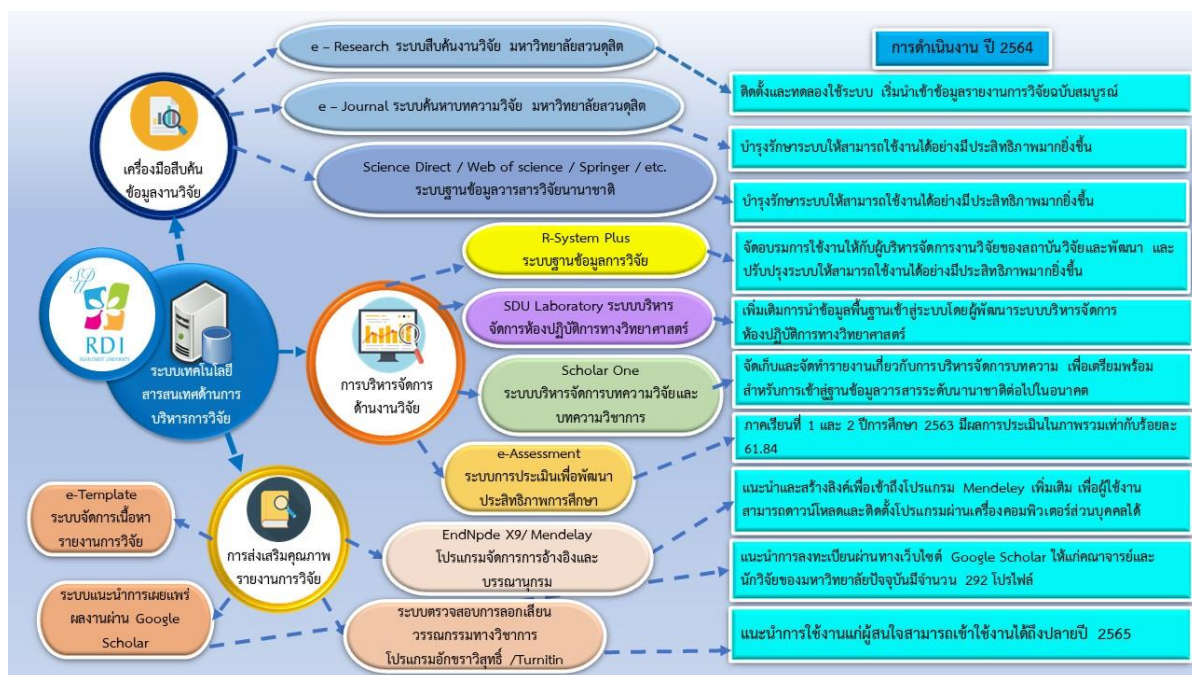 e – Research ระบบสืบค้นงานวิจัย มหาวิทยาลัยสวนดุสิต
e – Journal ระบบค้นหาบทความวิจัย มหาวิทยาลัยสวนดุสิต
Science Direct / Web of science / Springer / etc.
ระบบฐานข้อมูลวารสารวิจัยนานาชาติ
เครื่องมือสืบค้น
ข้อมูลงานวิจัย
การดำเนินงาน ปี 2564
ติดตั้งและทดลองใช้ระบบ เริ่มนำเข้าข้อมูลรายงานการวิจัยฉบับสมบูรณ์
บำรุงรักษาระบบให้สามารถใช้งานได้อย่างมีประสิทธิภาพมากยิ่งขึ้น
บำรุงรักษาระบบให้สามารถใช้งานได้อย่างมีประสิทธิภาพมากยิ่งขึ้น
SDU
RDI
SUAN DUSIT UNIVERSITY
ระบบเทคโนโลยี
สารสนเทศด้านการ
บริหารการวิจัย
การบริหารจัดการ
ด้านงานวิจัย
R-System Plus
ระบบฐานข้อมูลการวิจัย
จัดอบรมการใช้งานให้กับผู้บริหารจัดการงานวิจัยของสถาบันวิจัยและพัฒนา และ
ปรับปรุงระบบให้สามารถใช้งานได้อย่างมีประสิทธิภาพมากยิ่งขึ้น
SDU Laboratory ระบบบริหาร
จัดการห้องปฏิบัติการทางวิทยาศาสตร์
เพิ่มเติมการนำข้อมูลพื้นฐานเข้าสู่ระบบโดยผู้พัฒนาระบบบริหารจัดการ
ห้องปฏิบัติการทางวิทยาศาสตร์
Scholar One
ระบบบริหารจัดการบทความวิจัยและ
บทความวิชาการ
จัดเก็บและจัดทำรายงานเกี่ยวกับการบริหารจัดการบทความ เพื่อเตรียมพร้อม
สำหรับการเข้าสู่ฐานข้อมูลวารสารระดับนานาชาติต่อไปในอนาคต
e-Assessment
ระบบการประเมินเพื่อพัฒนา
ประสิทธิภาพการศึกษา
ภาคเรียนที่ 1 และ 2 ปีการศึกษา 2563 มีผลการประเมินในภาพรวมเท่ากับร้อยละ
61.84
การส่งเสริมคุณภาพ
รายงานการวิจัย
e-Template
ระบบจัดการเนื้อหา
รายงานการวิจัย
EndNpde X9/ Mendelay
โปรแกรมจัดการการอ้างอิงและ
บรรณานุกรม
แนะนำและสร้างลิงค์เพื่อเข้าถึงโปรแกรม Mendeley เพิ่มเติม เพื่อผู้ใช้งาน
สามารถดาวน์โหลดและติดตั้งโปรแกรมผ่านเครื่องคอมพิวเตอร์ส่วนบุคคลได้
ระบบแนะนำการเผยแพร่
ผลงานผ่าน Google
Scholar
แนะนำการลงทะเบียนผ่านทางเว็บไซต์ Google Scholar ให้แก่คณาจารย์และ
นักวิจัยของมหาวิทยาลัยปัจจุบันมีจำนวน 292 โปรไฟล์
ระบบตรวจสอบการลอกเลียน
วรรณกรรมทางวิชาการ
โปรแกรมอักขราวิสุทธิ์ /Turnitin
แนะนำการใช้งานแก่ผู้สนใจสามารถเข้าใช้งานได้ถึงปลายปี 2565